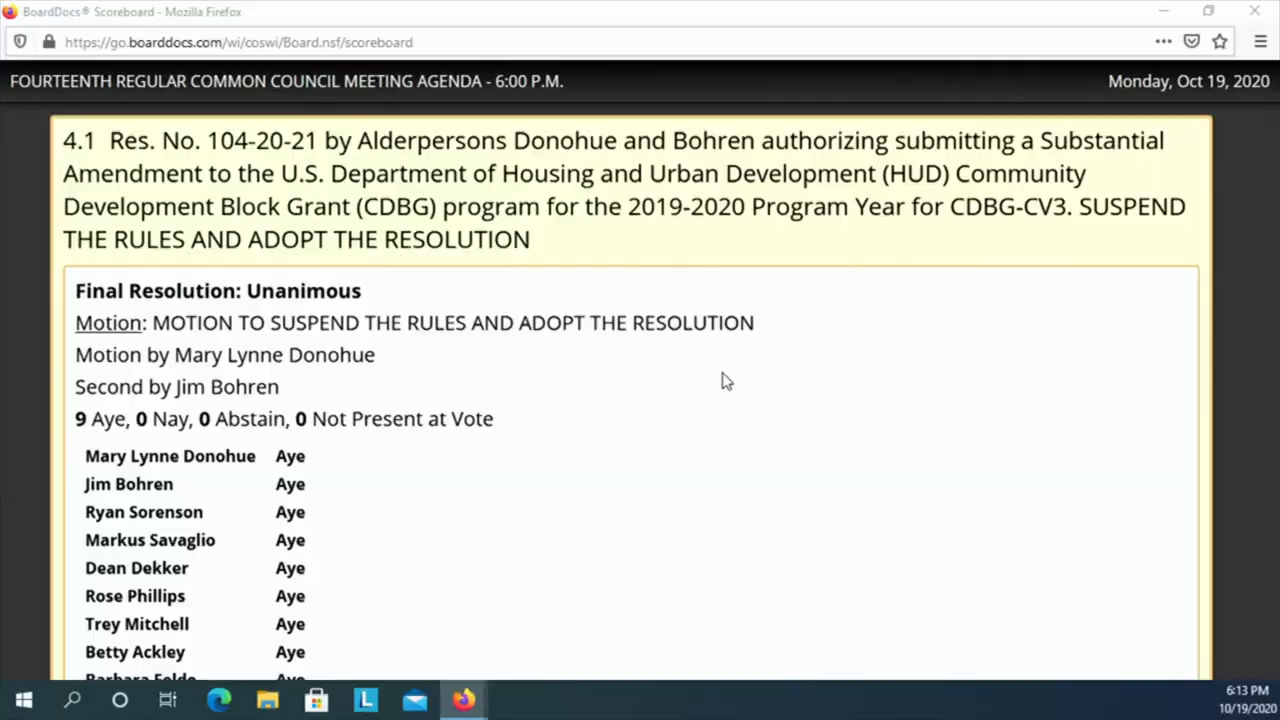 BoardDocs® Scoreboard - Mozilla Firefox
https://go.boarddocs.com/wi/coswi/Board.nsf/scoreboard
FOURTEENTH REGULAR COMMON COUNCIL MEETING AGENDA - 6:00 P.M. Monday, Oct 19, 2020
4.1 Res. No. 104-20-21 by Alderpersons Donohue and Bohren authorizing submitting a Substantial
Amendment to the U.S. Department of Housing and Urban Development (HUD) Community
Development Block Grant (CDBG) program for the 2019-2020 Program Year for CDBG-CV3. SUSPEND
THE RULES AND ADOPT THE RESOLUTION
Final Resolution: Unanimous
Motion: MOTION TO SUSPEND THE RULES AND ADOPT THE RESOLUTION
Motion by Mary Lynne Donohue
Second by Jim Bohren
9 Aye, 0 Nay, 0 Abstain, 0 Not Present at Vote
Mary Lynne Donohue Aye
Jim Bohren Aye
Ryan Sorenson Aye
Markus Savaglio Aye
Dean Dekker Aye
Rose Phillips Aye
Trey Mitchell Aye
Betty Ackley Aye
Barbara Felde Aye
L
6:13 PM
10/19/2020